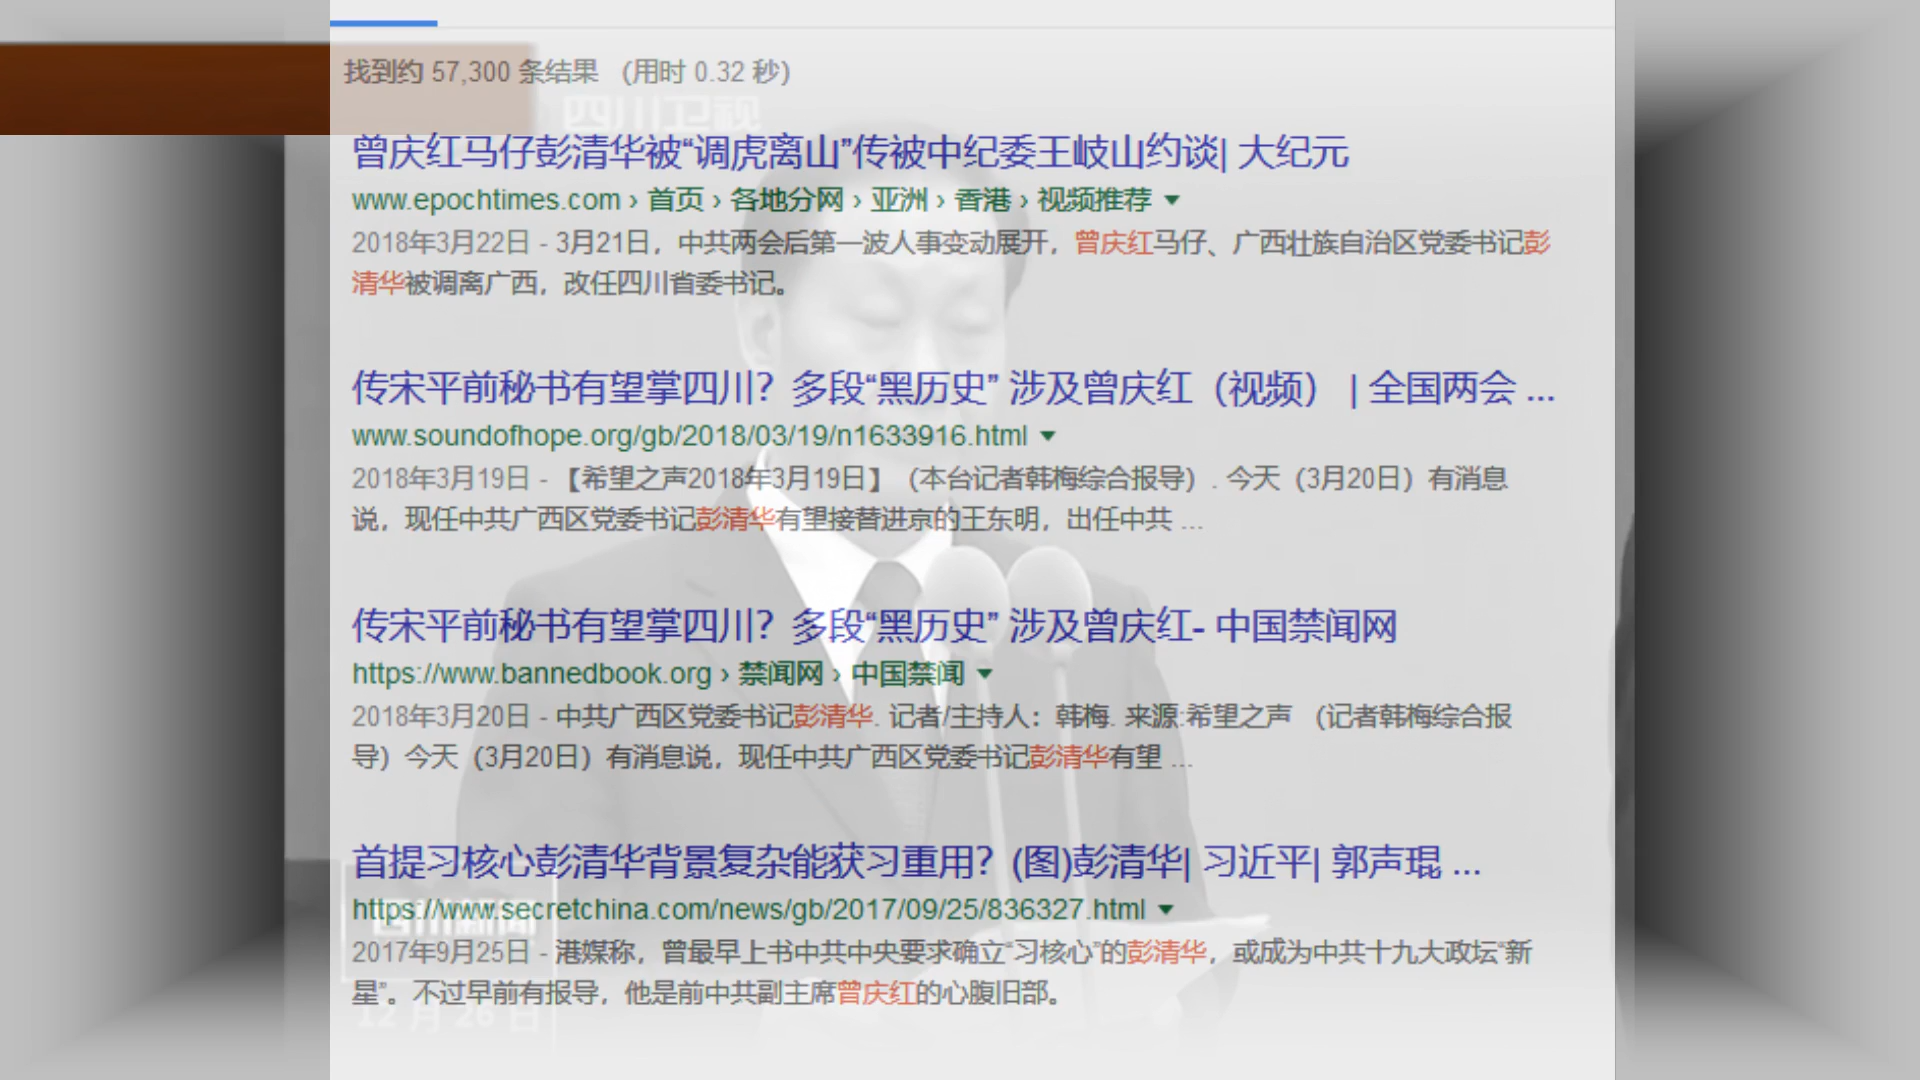 找到约 57,300 条结果 （用时 0.32 秒）
四川卫视
曾庆红马仔彭清华被“调虎离山”传被中纪委王岐山约谈| 大纪元
www.epochtimes.com › 首页 › 各地分网 › 亚洲 › 香港 › 视频推荐
2018年3月22日 - 3月21日，中共两会后第一波人事变动展开，曾庆红马仔、广西壮族自治区党委书记彭
清华被调离广西，改任四川省委书记。
传宋平前秘书有望掌四川？多段“黑历史” 涉及曾庆红（视频） | 全国两会 ...
www.soundofhope.org/gb/2018/03/19/n1633916.html
2018年3月19日 - 【希望之声2018年3月19日】（本台记者韩梅综合报导）. 今天（3月20日）有消息
说，现任中共广西区党委书记彭清华有望接替进京的王东明，出任中共 ...
传宋平前秘书有望掌四川？多段“黑历史” 涉及曾庆红- 中国禁闻网
https://www.bannedbook.org › 禁闻网 › 中国禁闻
2018年3月20日 - 中共广西区党委书记彭清华. 记者/主持人：韩梅. 来源:希望之声 （记者韩梅综合报
导）今天（3月20日）有消息说，现任中共广西区党委书记彭清华有望 ...
首提习核心彭清华背景复杂能获习重用？(图)彭清华| 习近平| 郭声琨 ...
https://www.secretchina.com/news/gb/2017/09/25/836327.html
四川新闻
2017年9月25日 - 港媒称，曾最早上书中共中央要求确立“习核心”的彭清华，或成为中共十九大政坛“新
星”。不过早前有报导，他是前中共副主席曾庆红的心腹旧部。
12 月 26 日